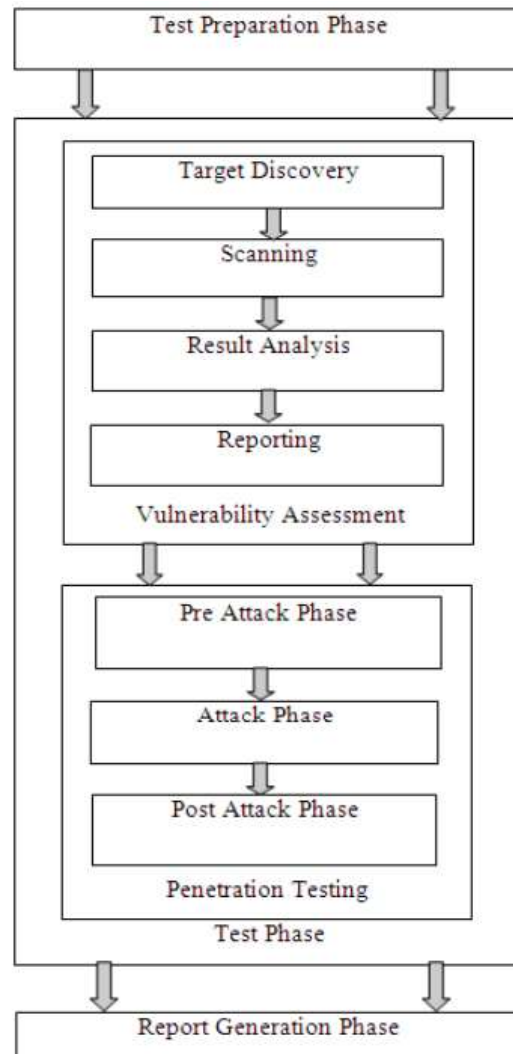 Test Preparation Phase
Target Discovery
Scanning
Result Analysis
Reporting
Vulnerability Assessment
Pre Attack Phase
Attack Phase
Post Attack Phase
Penetration Testing
Test Phase
Report Generation Phase